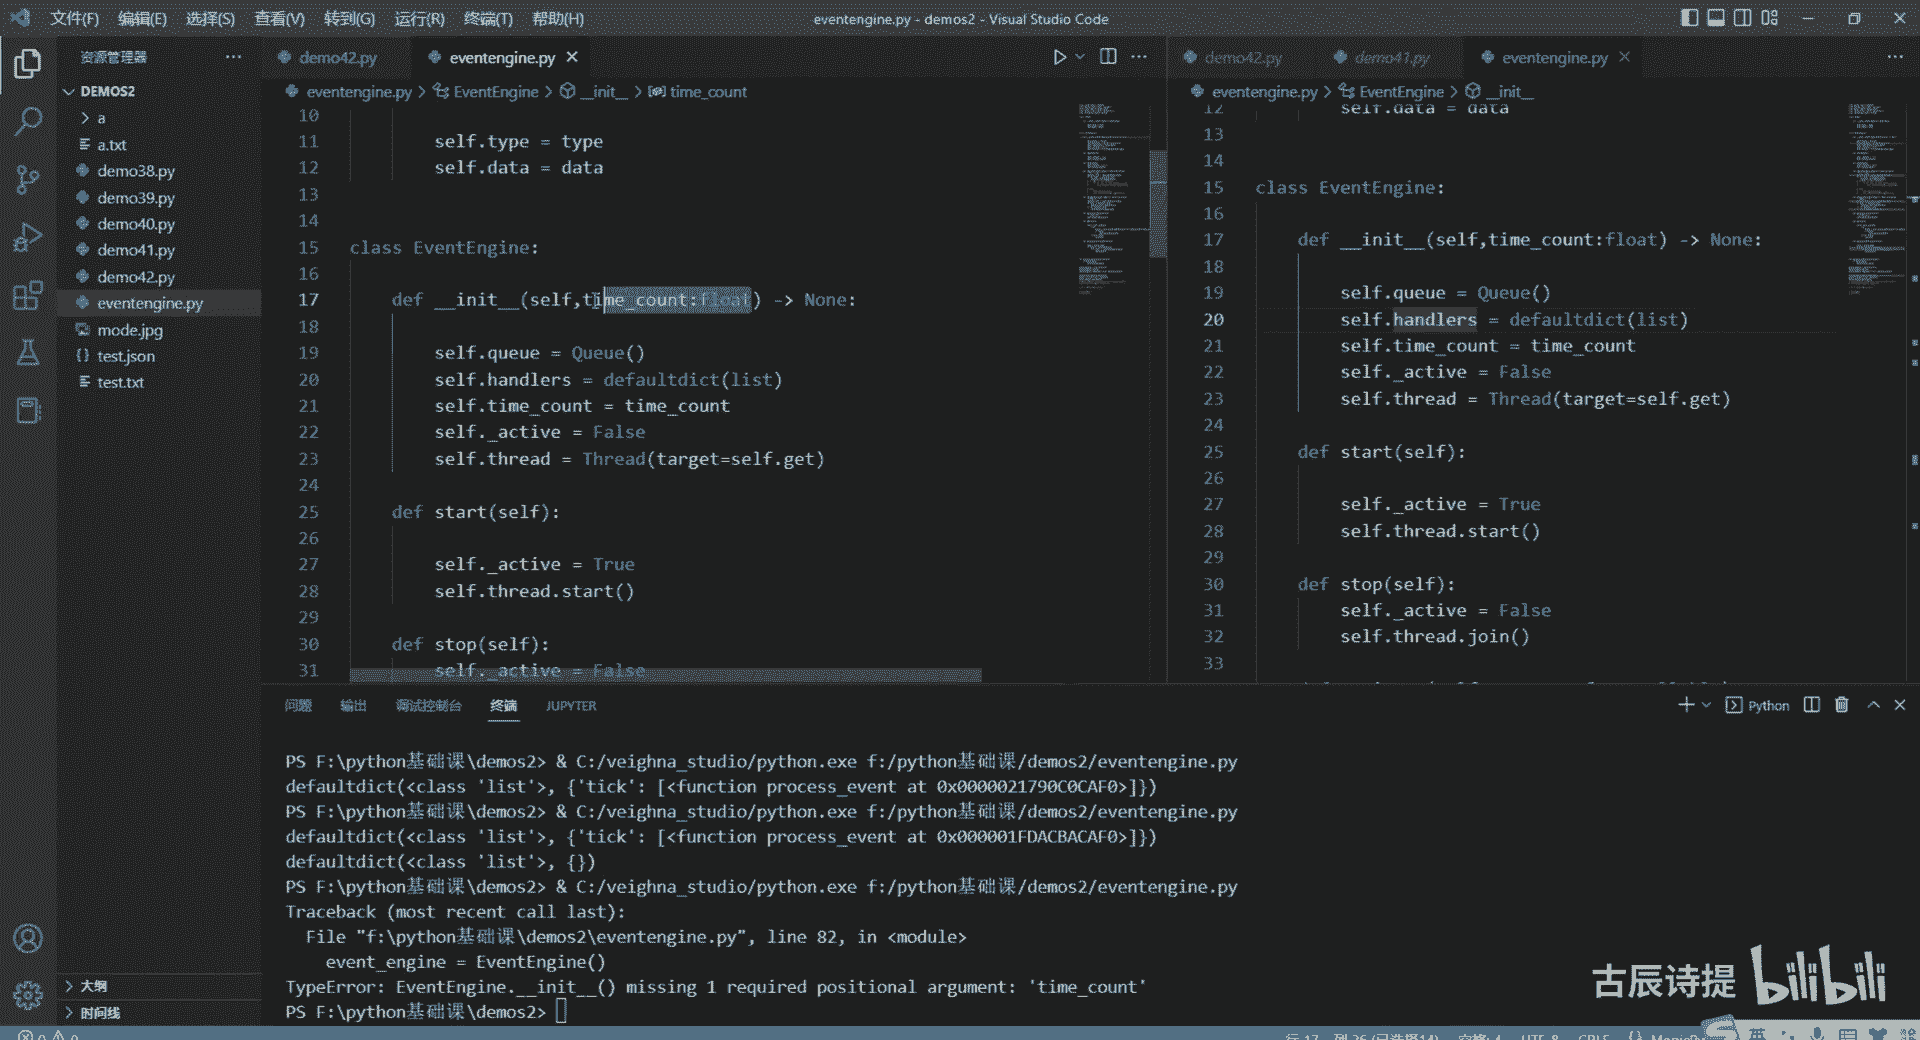 文件(F) 编辑(E) 选择(S) 查看(V) 转到(G) 运行(R) 终端(T) 帮助(H)
eventengine.py - demos2 - Visual Studio Code
资源管理器
DEMOS2
a
a.txt
demo38.py
demo39.py
demo40.py
demo41.py
demo42.py
eventengine.py
mode.jpg
test.json
test.txt
大纲
时间线
demo42.py eventengine.py
eventengine.py > EventEngine > __init__ > time_count
10
11 self.type = type
12 self.data = data
13
14
15 class EventEngine:
16
17 def __init__(self,time_count:float) -> None:
18
19 self.queue = Queue()
20 self.handlers = defaultdict(list)
21 self.time_count = time_count
22 self._active = False
23 self.thread = Thread(target=self.get)
24
25 def start(self):
26
27 self._active = True
28 self.thread.start()
29
30 def stop(self):
31 self._active = False
demo42.py demo41.py eventengine.py
eventengine.py > EventEngine > __init__
12 self.data = data
13
14
15 class EventEngine:
16
17 def __init__(self,time_count:float) -> None:
18
19 self.queue = Queue()
20 self.handlers = defaultdict(list)
21 self.time_count = time_count
22 self._active = False
23 self.thread = Thread(target=self.get)
24
25 def start(self):
26
27 self._active = True
28 self.thread.start()
29
30 def stop(self):
31 self._active = False
32 self.thread.join()
33
问题 输出 调试控制台 终端 JUPYTER
Python
PS F:\python基础课\demos2> & C:/veighna_studio/python.exe f:/python基础课/demos2/eventengine.py
defaultdict(<class 'list'>, {'tick': [<function process_event at 0x0000021790C0CAF0>]})
PS F:\python基础课\demos2> & C:/veighna_studio/python.exe f:/python基础课/demos2/eventengine.py
defaultdict(<class 'list'>, {'tick': [<function process_event at 0x000001FDACBACAF0>]})
defaultdict(<class 'list'>, {})
PS F:\python基础课\demos2> & C:/veighna_studio/python.exe f:/python基础课/demos2/eventengine.py
Traceback (most recent call last):
File "f:\python基础课\demos2\eventengine.py", line 82, in <module>
event_engine = EventEngine()
TypeError: EventEngine.__init__() missing 1 required positional argument: 'time_count'
PS F:\python基础课\demos2>
古辰诗提 bilibili